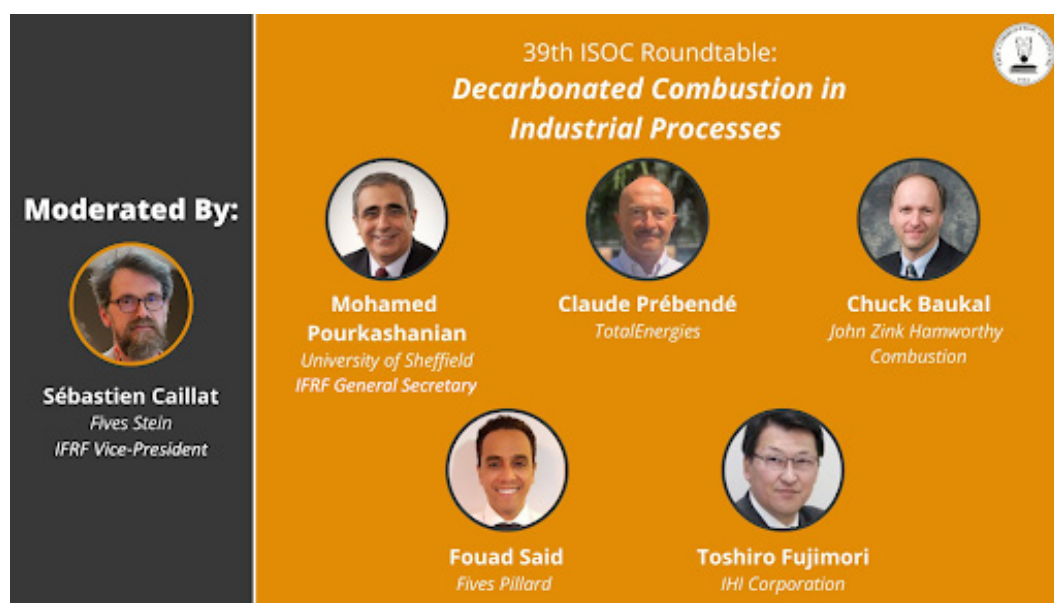 39th ISOC Roundtable:
Decarbonated Combustion in
Industrial Processes
Moderated By:
Sébastien Caillat
Fives Stein
IFRF Vice-President
Mohamed
Pourkashanian
University of Sheffield
IFRF General Secretary
Claude Prébendé
TotalEnergies
Chuck Baukal
John Zink Hamworthy
Combustion
Fouad Said
Fives Pillard
Toshiro Fujimori
IHI Corporation